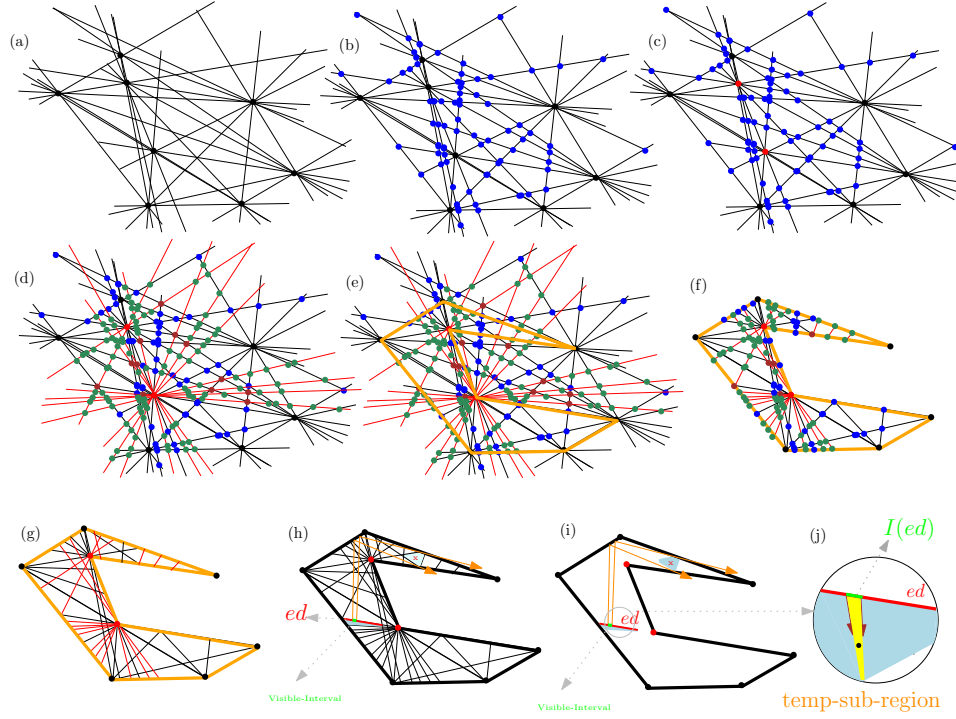 (a)
(b)
(c)
(d)
(e)
(f)
(g)
(h)
(i)
(j)
I(ed)
ed
ed
ed
Visible-Interval
Visible-Interval
temp-sub-region
x
x